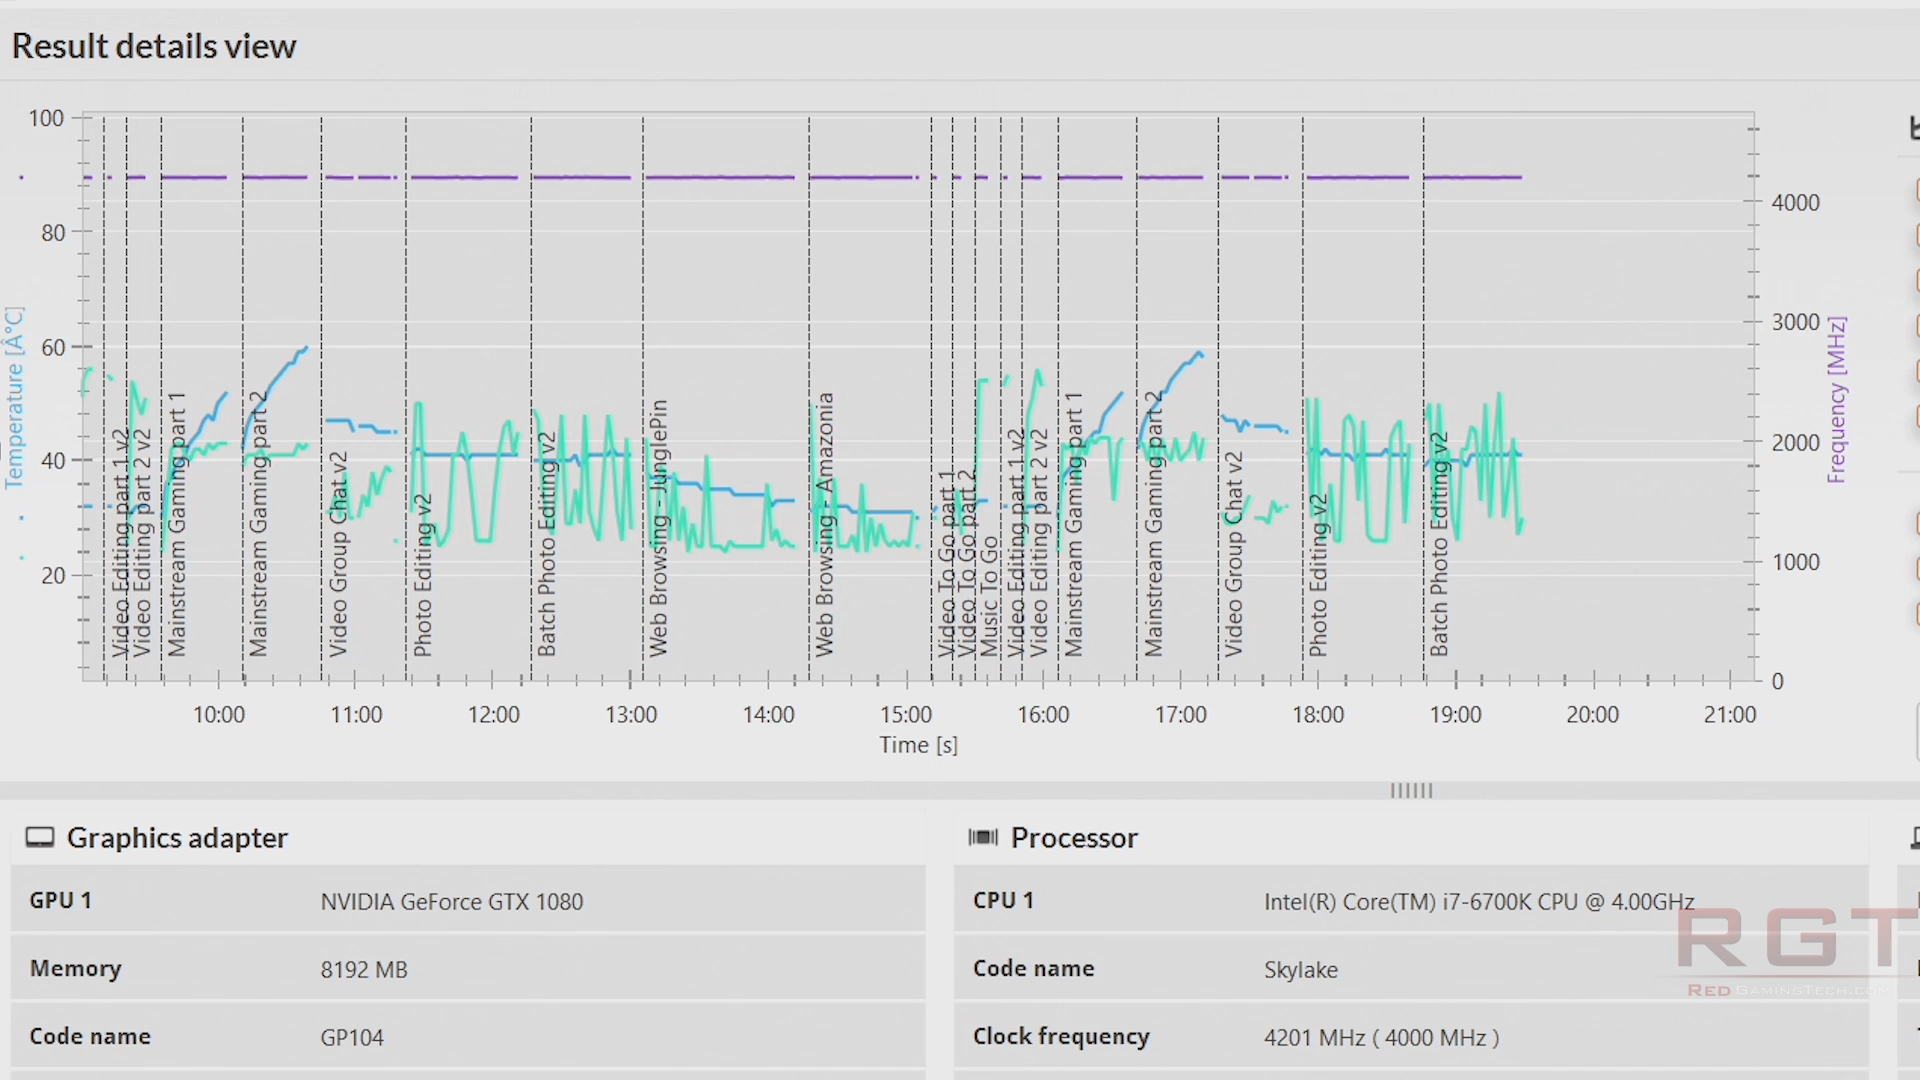 Result details view
100
80
60
40
20
Temperature [Â°C]
4000
3000
2000
1000
0
Frequency [MHz]
Video Editing part 1 v2
Video Editing part 2 v2
Mainstream Gaming part 1
Mainstream Gaming part 2
Video Group Chat v2
Photo Editing v2
Batch Photo Editing v2
Web Browsing - JunglePin
Web Browsing - Amazonia
Video To Go part 1
Video To Go part 2
Music To Go
Video Editing part 1 v2
Video Editing part 2 v2
Mainstream Gaming part 1
Mainstream Gaming part 2
Video Group Chat v2
Photo Editing v2
Batch Photo Editing v2
10:00 11:00 12:00 13:00 14:00 15:00 16:00 17:00 18:00 19:00 20:00 21:00
Time [s]
Graphics adapter
GPU 1 NVIDIA GeForce GTX 1080
Memory 8192 MB
Code name GP104
Processor
CPU 1 Intel(R) Core(TM) i7-6700K CPU @ 4.00GHz
Code name Skylake
Clock frequency 4201 MHz ( 4000 MHz )
RGT
RED GAMINGTECH.COM